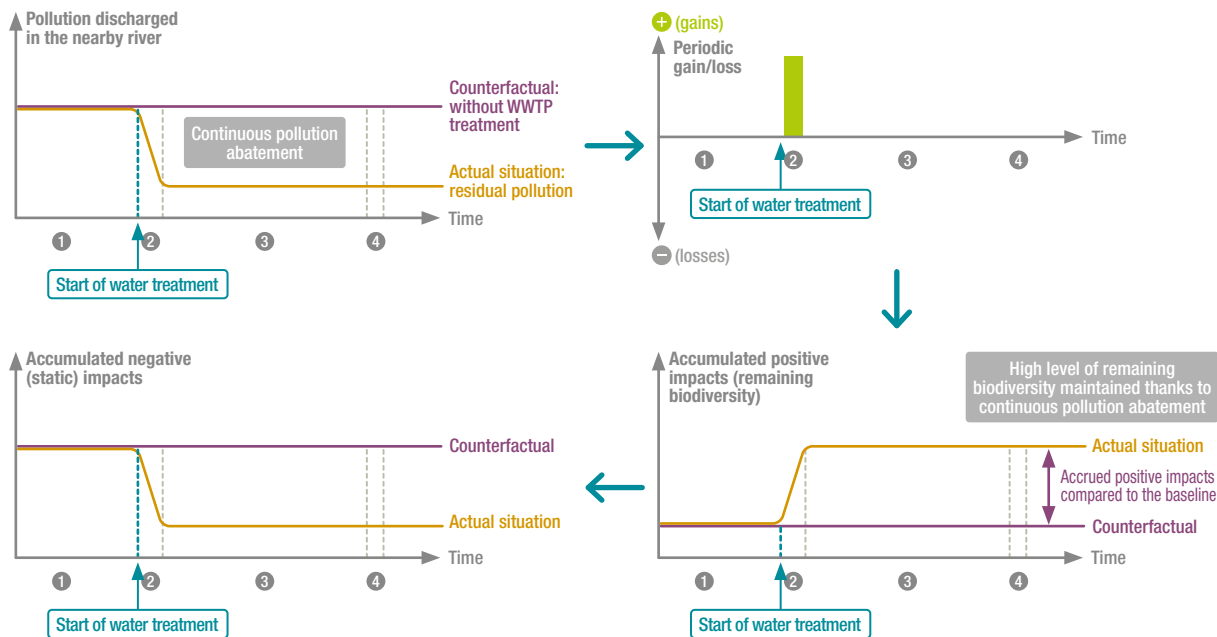 Pollution discharged
in the nearby river
Counterfactual:
without WWTP
treatment
Continuous pollution
abatement
Actual situation:
residual pollution
Time
1
2
3
4
Start of water treatment
+ (gains)
Periodic
gain/loss
Time
1
2
3
4
Start of water treatment
− (losses)
Accumulated negative
(static) impacts
Counterfactual
Actual situation
Time
1
2
3
4
Start of water treatment
Accumulated positive
impacts (remaining
biodiversity)
High level of remaining
biodiversity maintained thanks to
continuous pollution abatement
Actual situation
Accrued positive impacts
compared to the baseline
Counterfactual
Time
1
2
3
4
Start of water treatment